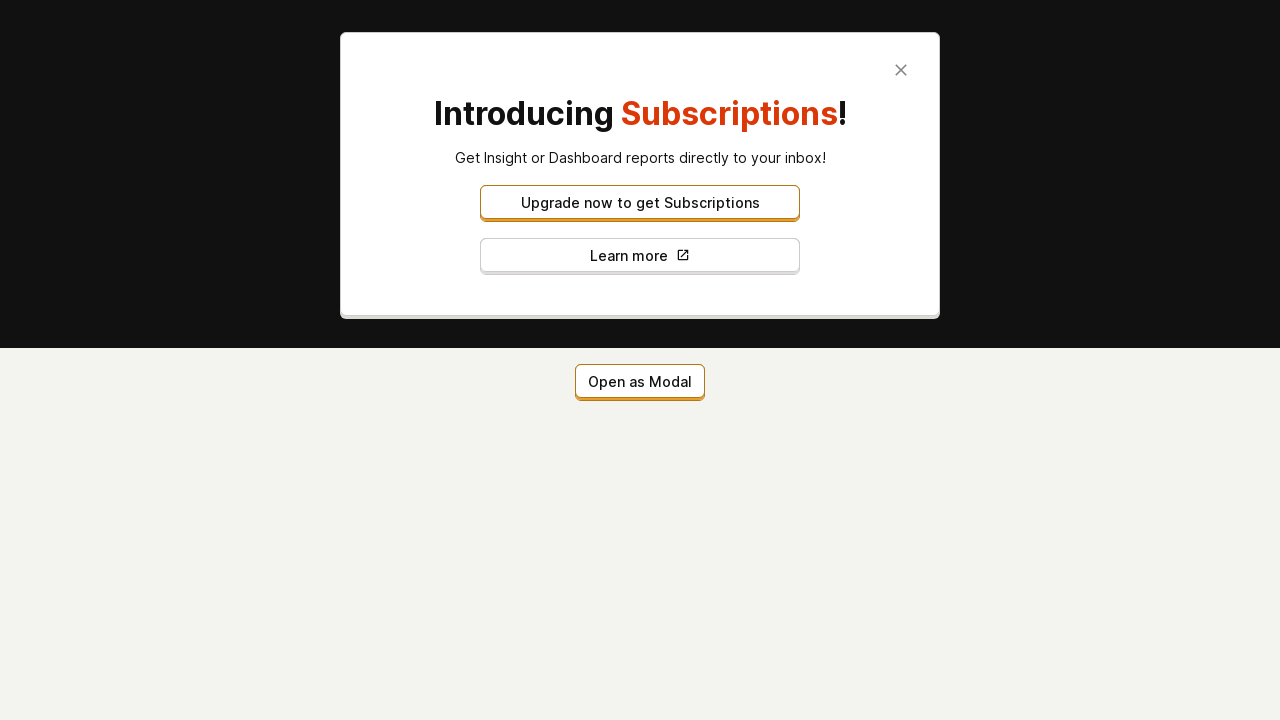 Introducing Subscriptions!
Get Insight or Dashboard reports directly to your inbox!
Upgrade now to get Subscriptions
Learn more
Open as Modal